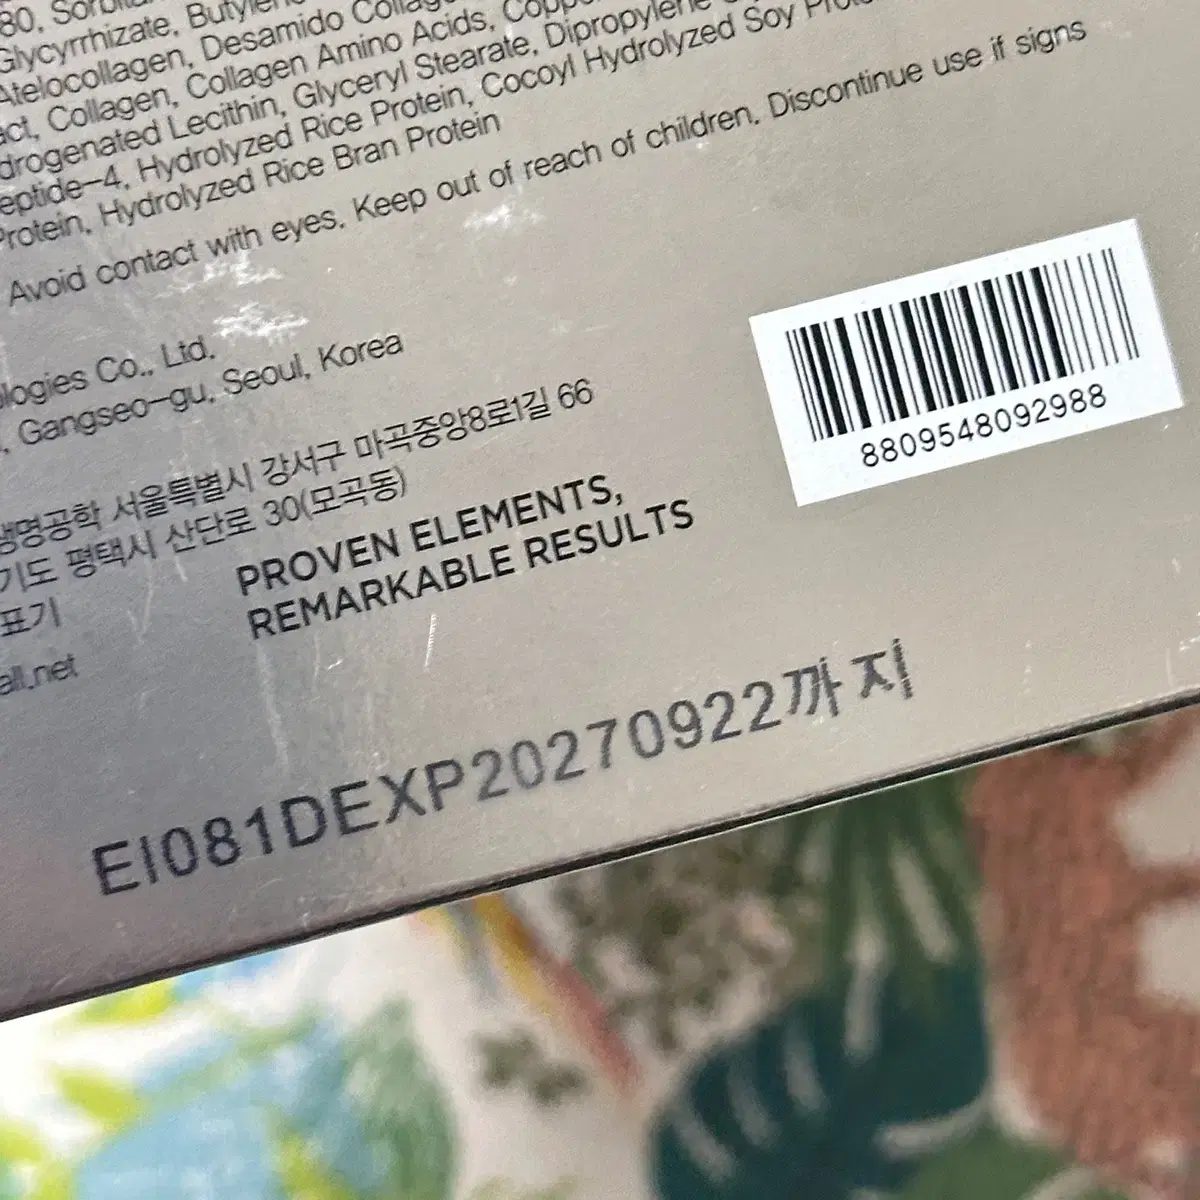 80, Sorbitan
Glycyrrhizate, Butylene
Atelocollagen, Desamido Collagen
Collagen, Collagen Amino Acids,
Lecithin, Glyceryl Stearate, Dipropylene
Hydrolyzed Rice Protein, Cocoyl Hydrolyzed Soy
Protein, Hydrolyzed Rice Bran Protein
Avoid contact with eyes. Keep out of reach of children. Discontinue use if signs
Co., Ltd.
Gangseo-gu, Seoul, Korea
서울특별시 강서구 마곡중앙8로1길 66
평택시 산단로 30(모곡동)
표기
PROVEN ELEMENTS,
REMARKABLE RESULTS
8809548092988
EI081DEXP20270922까지